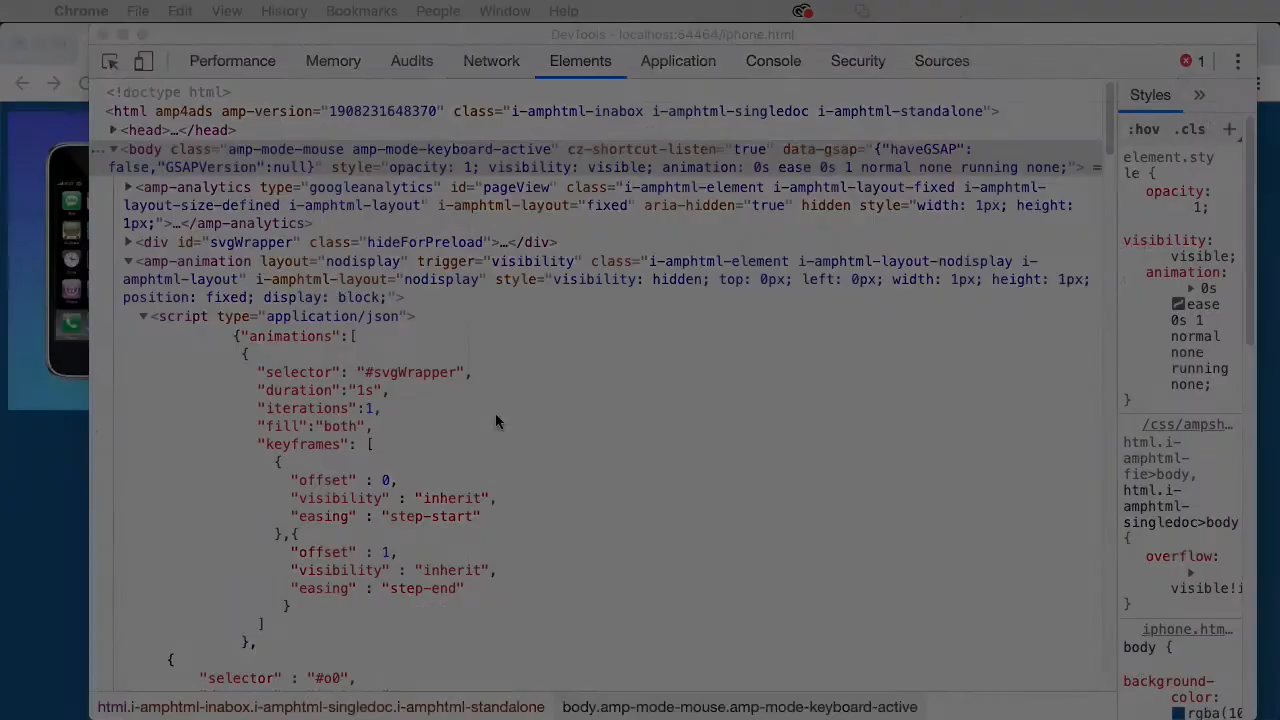 Chrome File Edit View History Bookmarks People Window Help
DevTools - localhost:54464/iphone.html
Performance Memory Audits Network Elements Application Console Security Sources 1
<!doctype html>
<html amp4ads amp-version="1908231648370" class="i-amphtml-inabox i-amphtml-singledoc i-amphtml-standalone">
<head>…</head>
<body class="amp-mode-mouse amp-mode-keyboard-active" cz-shortcut-listen="true" data-gsap="{"haveGSAP":
false,"GSAPVersion":null}" style="opacity: 1; visibility: visible; animation: 0s ease 0s 1 normal none running none;"> =
<amp-analytics type="googleanalytics" id="pageView" class="i-amphtml-element i-amphtml-layout-fixed i-amphtml-
layout-size-defined i-amphtml-layout" i-amphtml-layout="fixed" aria-hidden="true" hidden style="width: 1px; height:
1px;">…</amp-analytics>
<div id="svgWrapper" class="hideForPreload">…</div>
<amp-animation layout="nodisplay" trigger="visibility" class="i-amphtml-element i-amphtml-layout-nodisplay i-
amphtml-layout" i-amphtml-layout="nodisplay" style="visibility: hidden; top: 0px; left: 0px; width: 1px; height: 1px;
position: fixed; display: block;">
<script type="application/json">
{"animations":[
{
"selector": "#svgWrapper",
"duration":"1s",
"iterations":1,
"fill":"both",
"keyframes": [
{
"offset" : 0,
"visibility" : "inherit",
"easing" : "step-start"
},{
"offset" : 1,
"visibility" : "inherit",
"easing" : "step-end"
}
]
},
{
"selector" : "#o0",
html.i-amphtml-inabox.i-amphtml-singledoc.i-amphtml-standalone body.amp-mode-mouse.amp-mode-keyboard-active
Styles »
:hov .cls +
element.sty
le {
opacity:
1;
visibility:
visible;
animation:
0s
ease
0s 1
normal
none
running
none;
}
/css/ampsh…
html.i-
amphtml-
fie>body,
html.i-
amphtml-
singledoc>body
{
overflow:
visible!i
}
iphone.htm…
body {
background-
color:
rgba(10